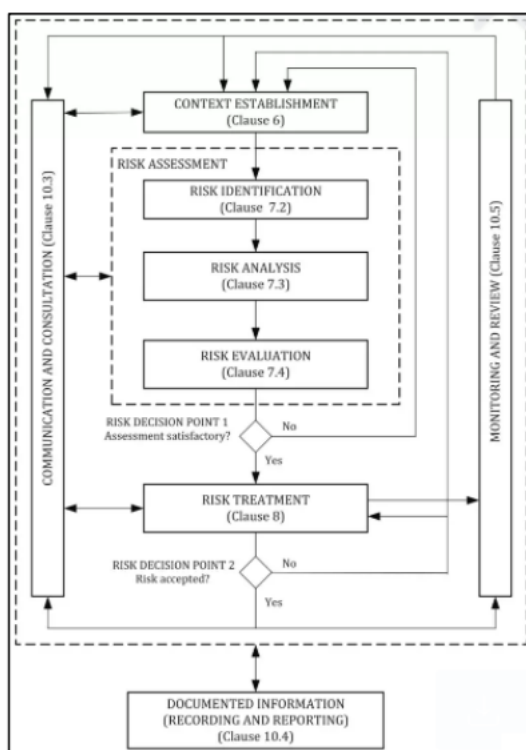 CONTEXT ESTABLISHMENT
(Clause 6)
RISK ASSESSMENT
RISK IDENTIFICATION
(Clause 7.2)
RISK ANALYSIS
(Clause 7.3)
RISK EVALUATION
(Clause 7.4)
COMMUNICATION AND CONSULTATION (Clause 10.3)
MONITORING AND REVIEW (Clause 10.5)
RISK DECISION POINT 1
Assessment satisfactory?
No
Yes
RISK TREATMENT
(Clause 8)
RISK DECISION POINT 2
Risk accepted?
No
Yes
DOCUMENTED INFORMATION
(RECORDING AND REPORTING)
(Clause 10.4)